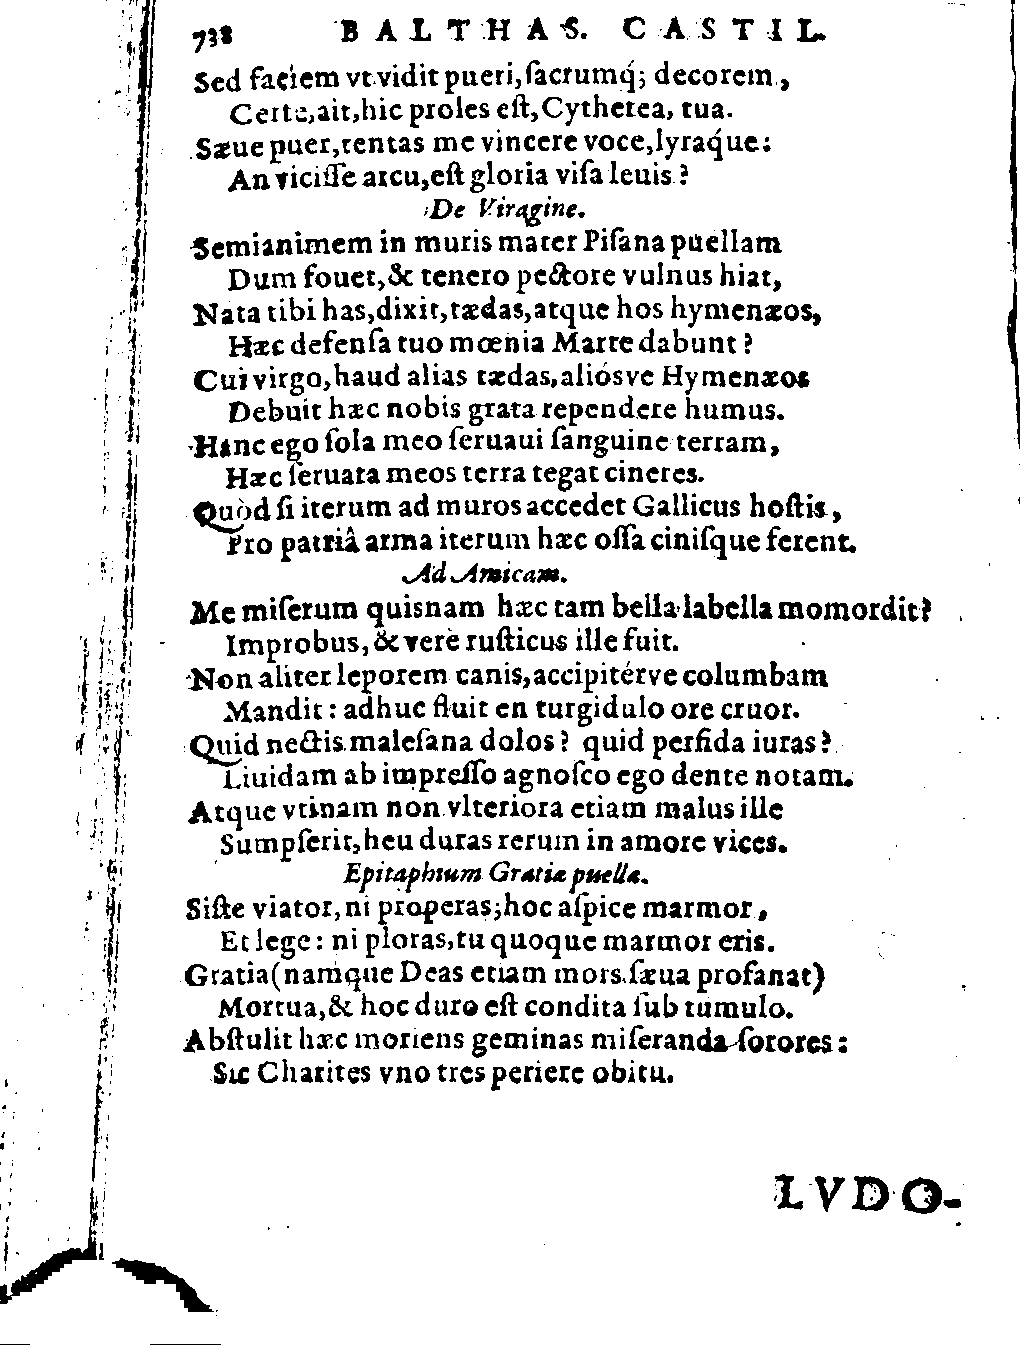 738 BALTHAS. CASTIL.
Sed faciem vt vidit pueri, ſacrumq́; decorem,
Certe, ait, hic proles eſt, Cytherea, tua.
Sæue puer, tentas me vincere voce, lyraq́ue:
An viciſſe arcu, eſt gloria viſa leuis?
De Viragine.
Semianimem in muris mater Piſana puellam
Dum fouet, & tenero pectore vulnus hiat,
Nata tibi has, dixit, tædas, atque hos hymenæos,
Hæc defenſa tuo mœnia Marte dabunt?
Cui virgo, haud alias tædas, aliósve Hymenæos
Debuit hæc nobis grata rependere humus.
Hanc ego ſola meo ſeruaui ſanguine terram,
Hæc ſeruata meos terra tegat cineres.
Quòd ſi iterum ad muros accedet Gallicus hoſtis,
Pro patriâ arma iterum hæc oſſa ciniſque ferent.
Ad Amicam.
Me miſerum quisnam hæc tam bella labella momordit?
Improbus, & verè ruſticus ille fuit.
Non aliter leporem canis, accipitérve columbam
Mandit: adhuc fluit en turgidulo ore cruor.
Quid nectis maleſana dolos? quid perfida iuras?
Liuidam ab impreſſo agnoſco ego dente notam.
Atque vtinam non vlteriora etiam malus ille
Sumpſerit, heu duras rerum in amore vices.
Epitaphium Gratiæ puellæ.
Siſte viator, ni properas; hoc aſpice marmor,
Et lege: ni ploras, tu quoque marmor eris.
Gratia (namque Deas etiam mors ſæua profanat)
Mortua, & hoc duro eſt condita ſub tumulo.
Abſtulit hæc moriens geminas miſeranda ſorores:
Sic Charites vno tres periere obitu.
LVDO-